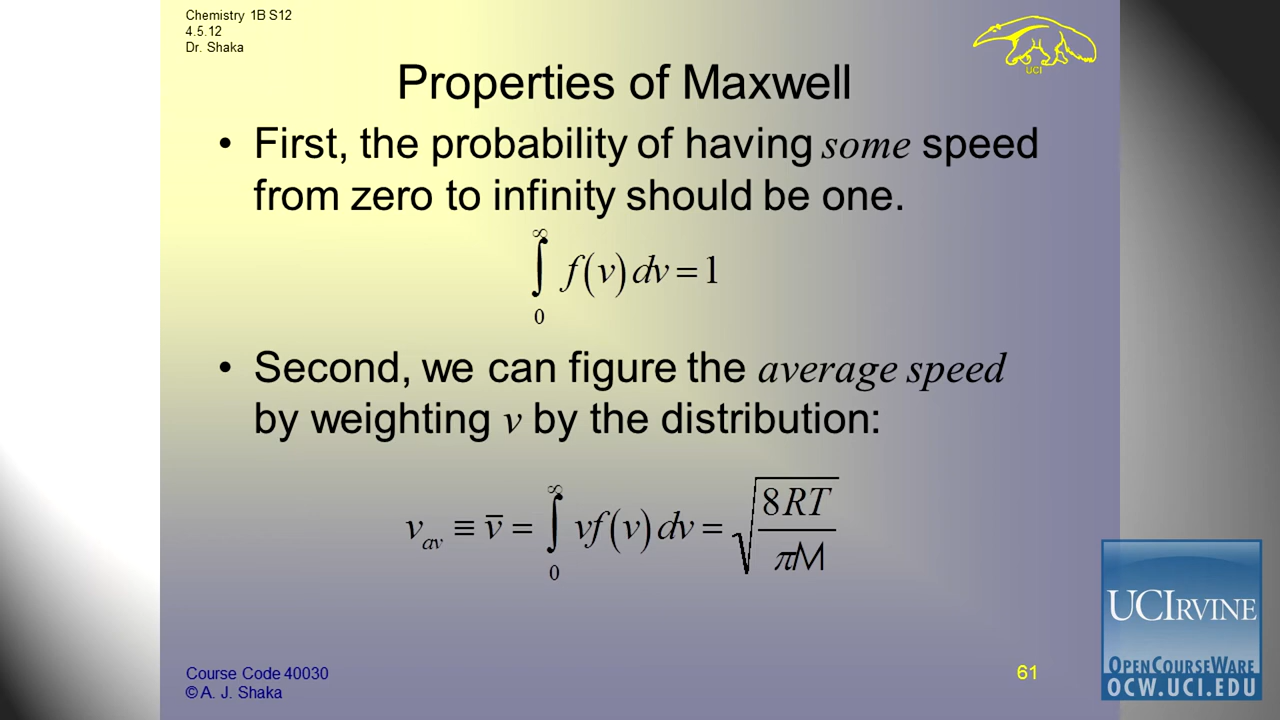 Chemistry 1B S12
4.5.12
Dr. Shaka
UCI
Properties of Maxwell
• First, the probability of having some speed
from zero to infinity should be one.
∫₀^∞ f(v)dv = 1
• Second, we can figure the average speed
by weighting v by the distribution:
v_av ≡ v̅ = ∫₀^∞ vf(v)dv = √(8RT/πM)
UCIRVINE
OPENCOURSEWARE
OCW.UCI.EDU
Course Code 40030
© A. J. Shaka
61